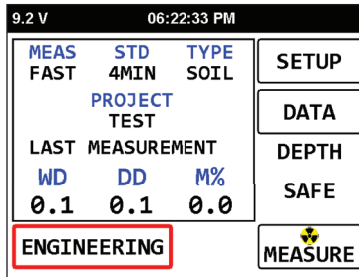 9.2 V 06:22:33 PM
MEAS STD TYPE
FAST 4MIN SOIL
PROJECT
TEST
LAST MEASUREMENT
WD DD M%
0.1 0.1 0.0
ENGINEERING
SETUP
DATA
DEPTH
SAFE
MEASURE